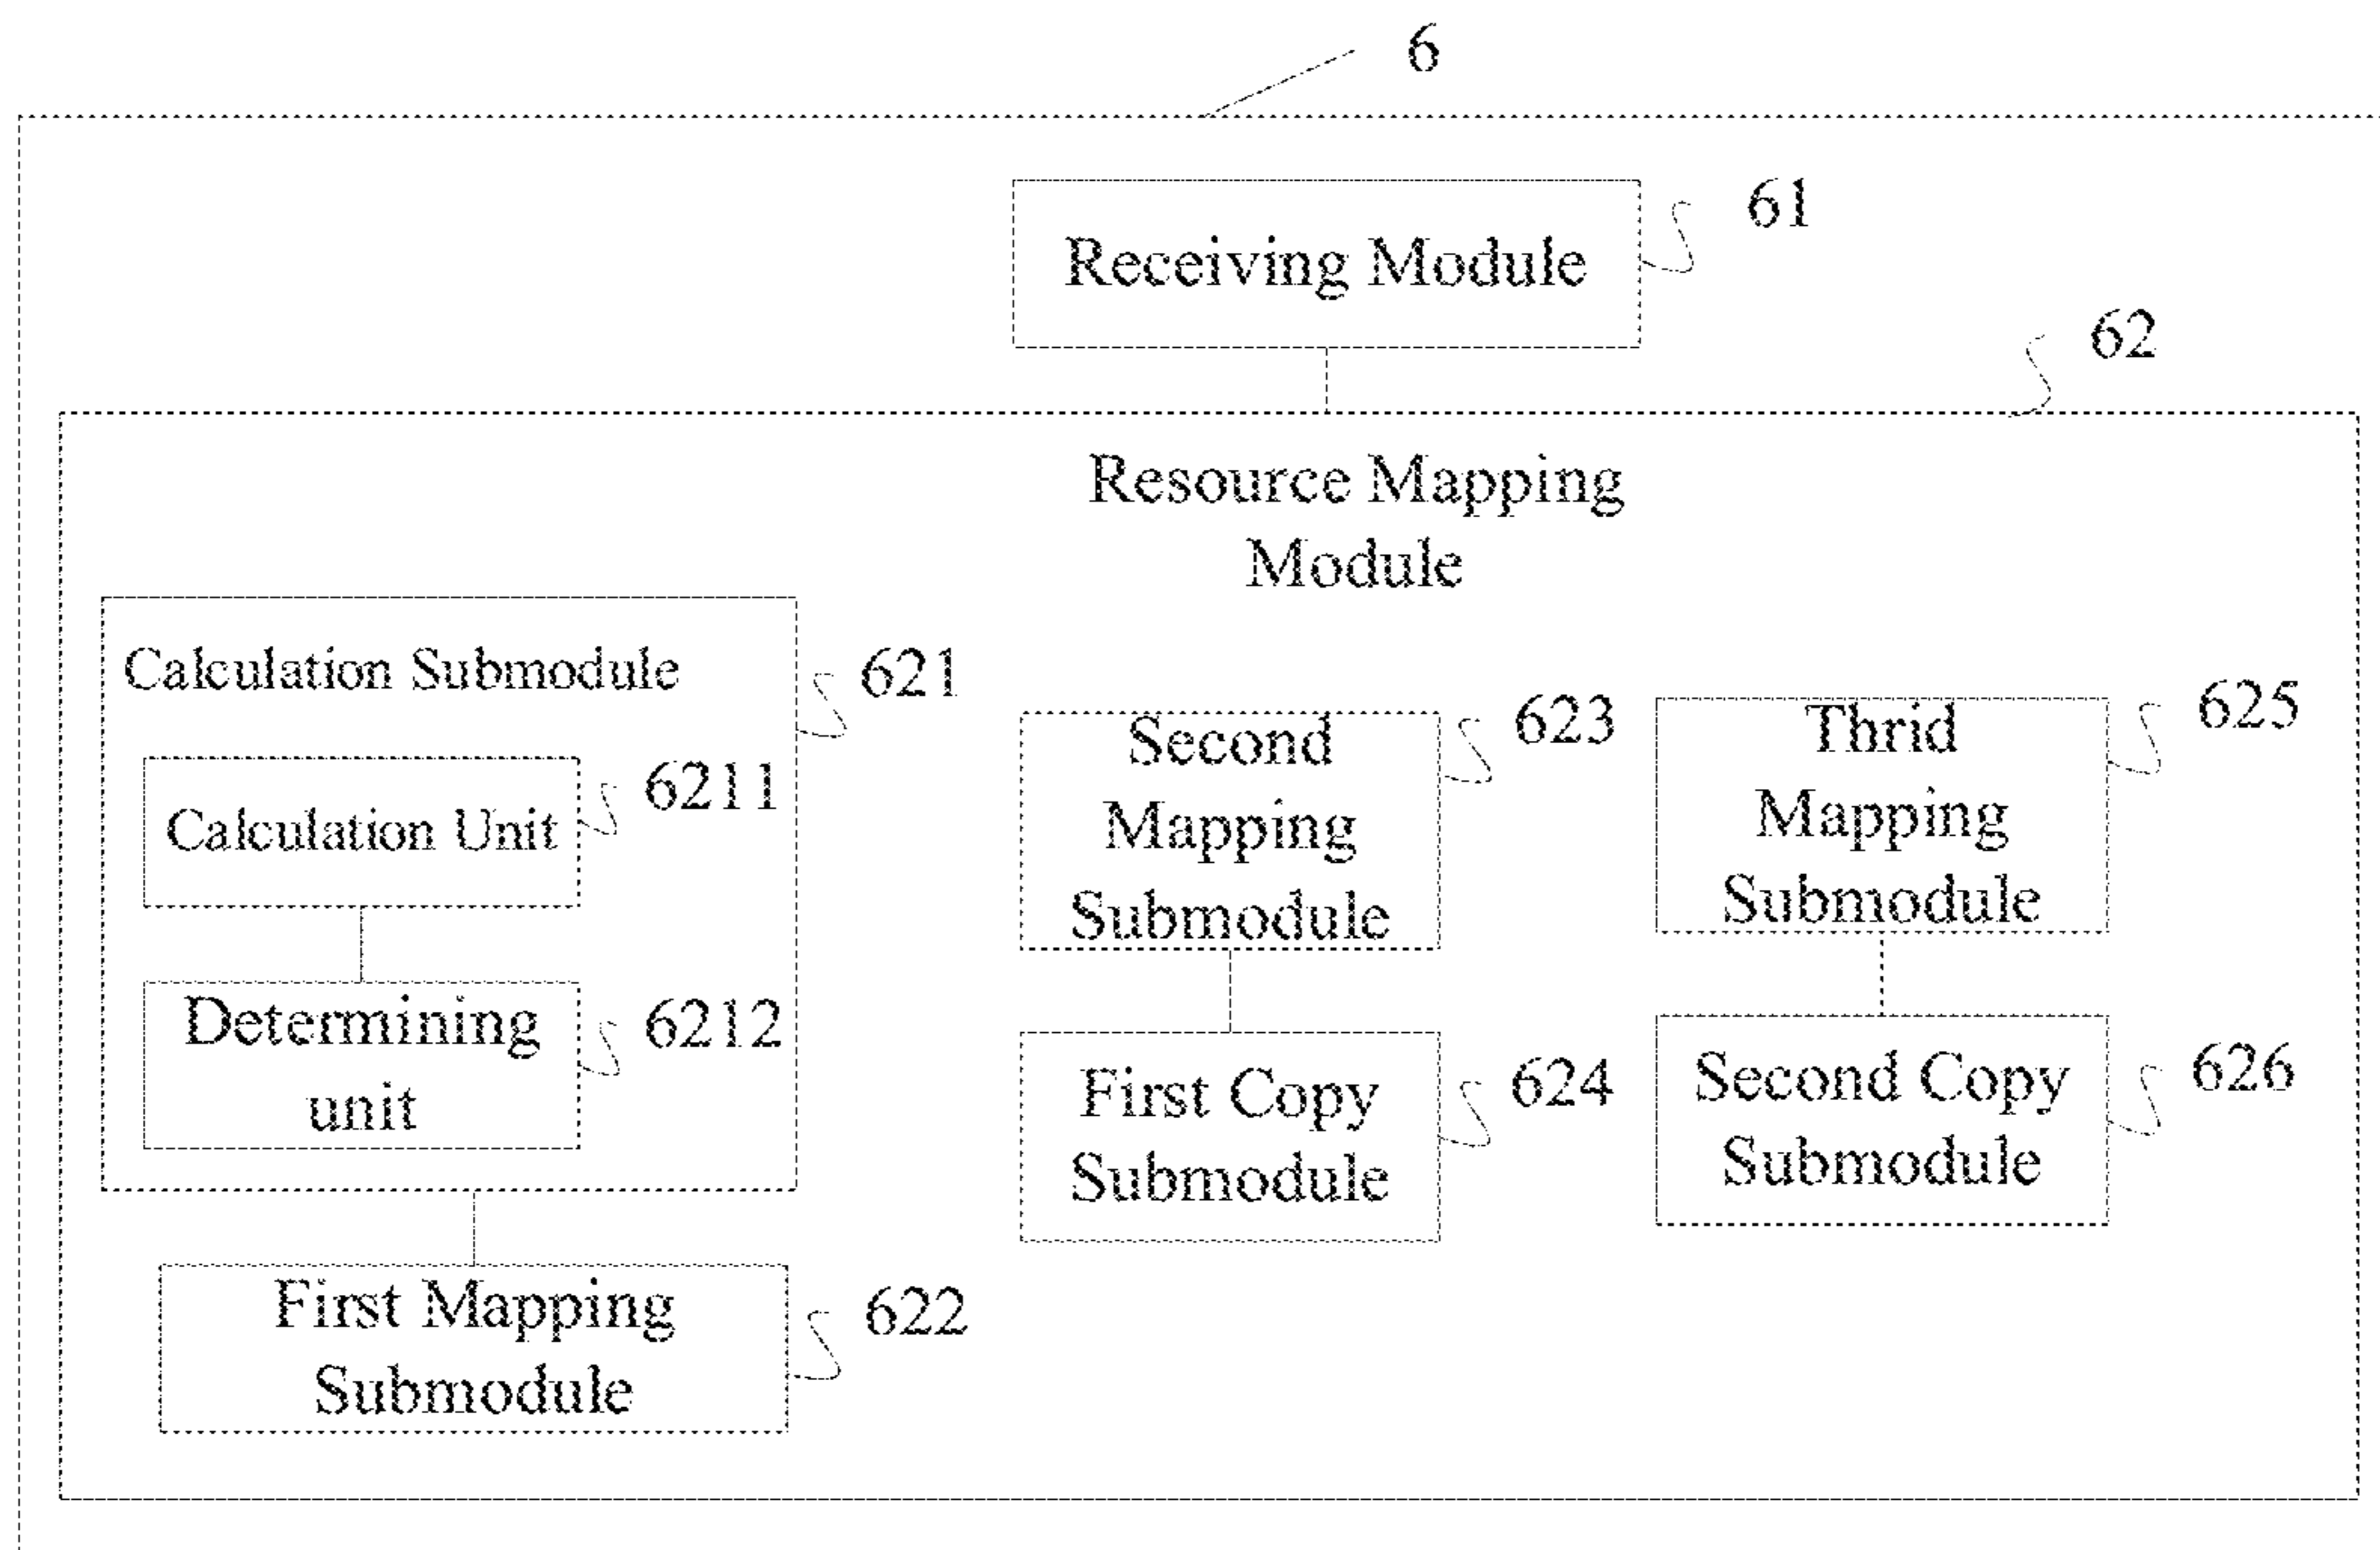 6
Receiving Module
61
62
Resource Mapping
Module
Calculation Submodule
621
Calculation Unit
6211
Determining
unit
6212
First Mapping
Submodule
622
Second
Mapping
Submodule
623
First Copy
Submodule
624
Thrid
Mapping
Submodule
625
Second Copy
Submodule
626